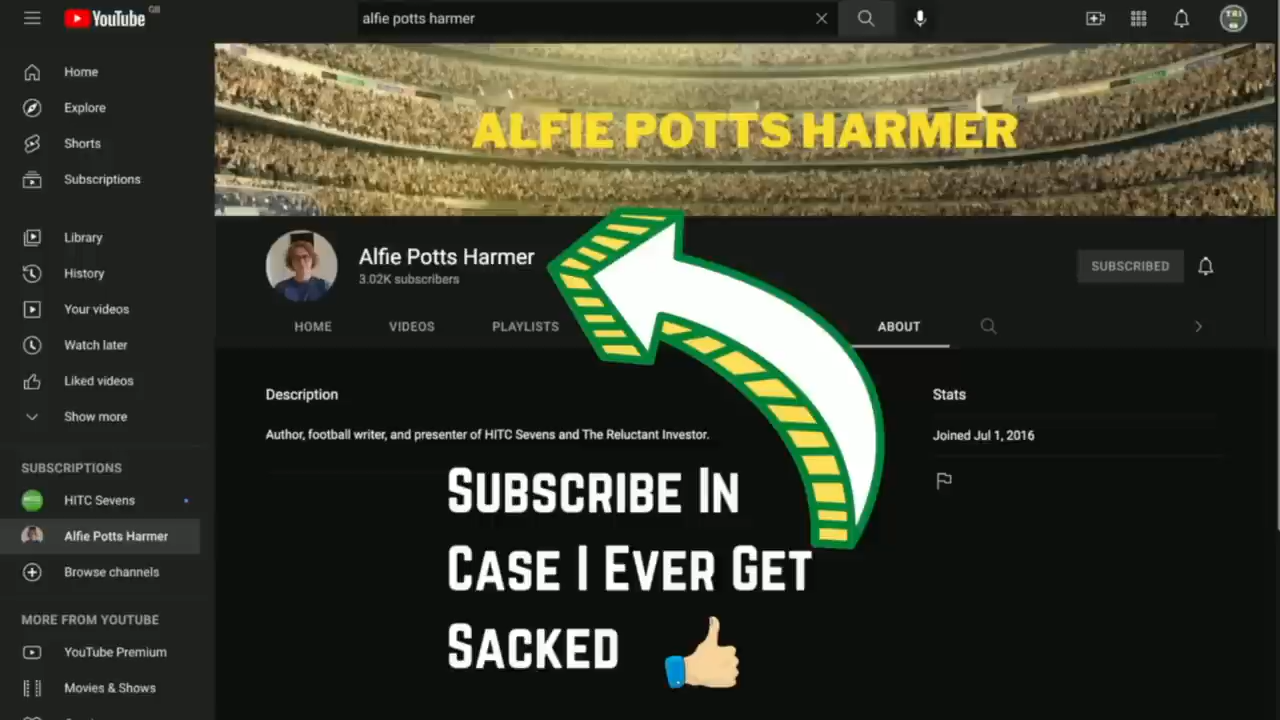 YouTube GB
alfie potts harmer
Home
Explore
Shorts
Subscriptions
Library
History
Your videos
Watch later
Liked videos
Show more
SUBSCRIPTIONS
HITC Sevens
Alfie Potts Harmer
Browse channels
MORE FROM YOUTUBE
YouTube Premium
Movies & Shows
ALFIE POTTS HARMER
Alfie Potts Harmer
3.02K subscribers
SUBSCRIBED
HOME
VIDEOS
PLAYLISTS
ABOUT
Description
Author, football writer, and presenter of HITC Sevens and The Reluctant Investor.
Stats
Joined Jul 1, 2016
SUBSCRIBE IN
CASE I EVER GET
SACKED